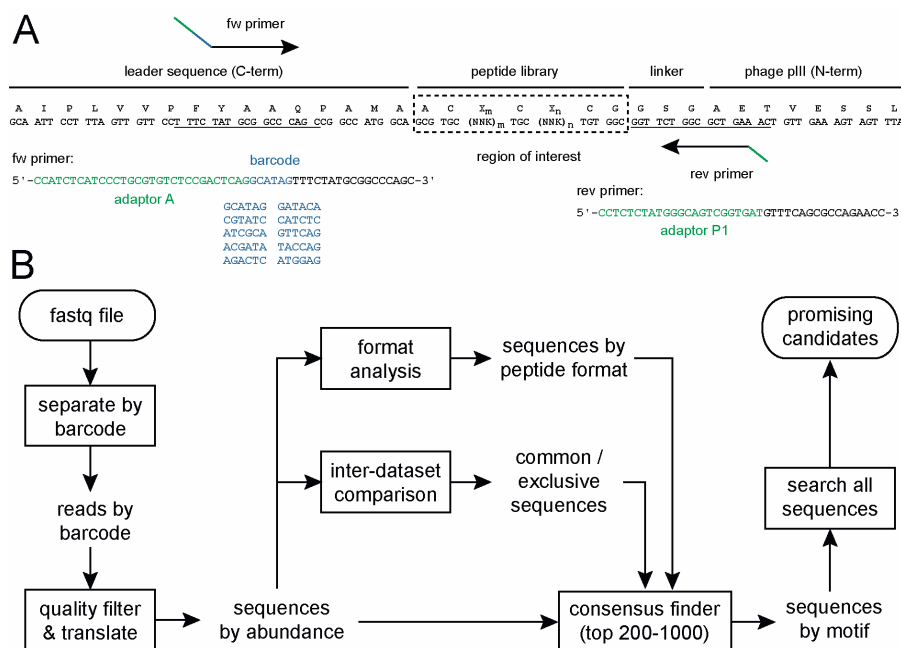 A
fw primer
leader sequence (C-term) peptide library linker phage pIII (N-term)
A I P L V V P F Y A A Q P A M A A C Xm C Xn C G G S G A E T V E S S L
GCA ATT CCT TTA GTT GTT CCT TTC TAT GCG GCC CAG CCG GCC ATG GCA GCG TGC (NNK)m TGC (NNK)n TGT GGC GGT TCT GGC GCT GAA ACT GTT GAA AGT AGT TTA
fw primer: barcode region of interest rev primer
5'-CCATCTCATCCCTGCGTGTCTCCGACTCAGGCATAGTTTCTATGCGGCCCAGC-3'
adaptor A
rev primer:
5'-CCTCTCTATGGGCAGTCGGTGATGTTTCAGCGCCAGAACC-3
adaptor P1
GCATAG GATACA
CGTATC CATCTC
ATCGCA GTTCAG
ACGATA TACCAG
AGACTC ATGGAG
B
fastq file
separate by
barcode
reads by
barcode
quality filter
& translate
sequences
by abundance
format
analysis
sequences by
peptide format
inter-dataset
comparison
common /
exclusive
sequences
consensus finder
(top 200-1000)
sequences
by motif
search all
sequences
promising
candidates